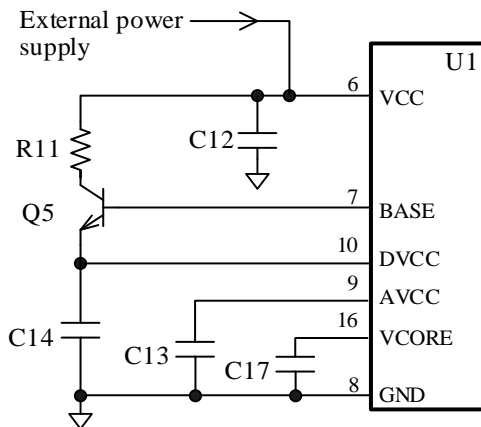 External power
supply
U1
6
VCC
R11
C12
7
Q5
BASE
10
DVCC
9
AVCC
16
C14
C13
VCORE
C17
8
GND